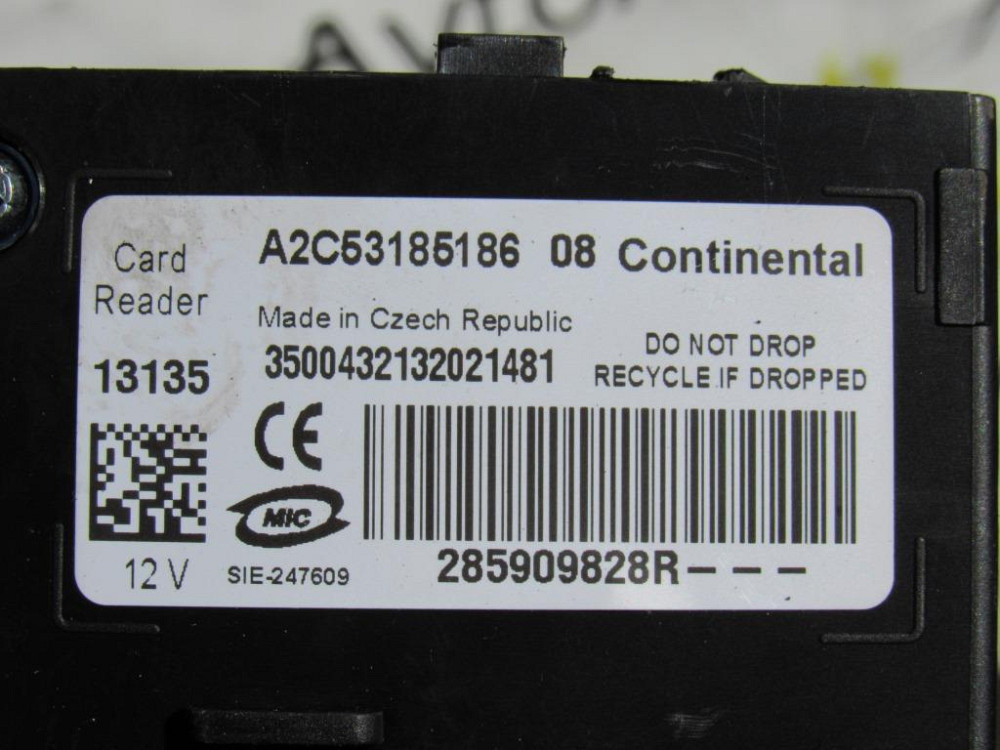 Card
Reader
A2C53185186 08 Continental
Made in Czech Republic
13135
3500432132021481
DO NOT DROP
RECYCLE IF DROPPED
CE
MIC
12 V
SIE-247609
285909828R---